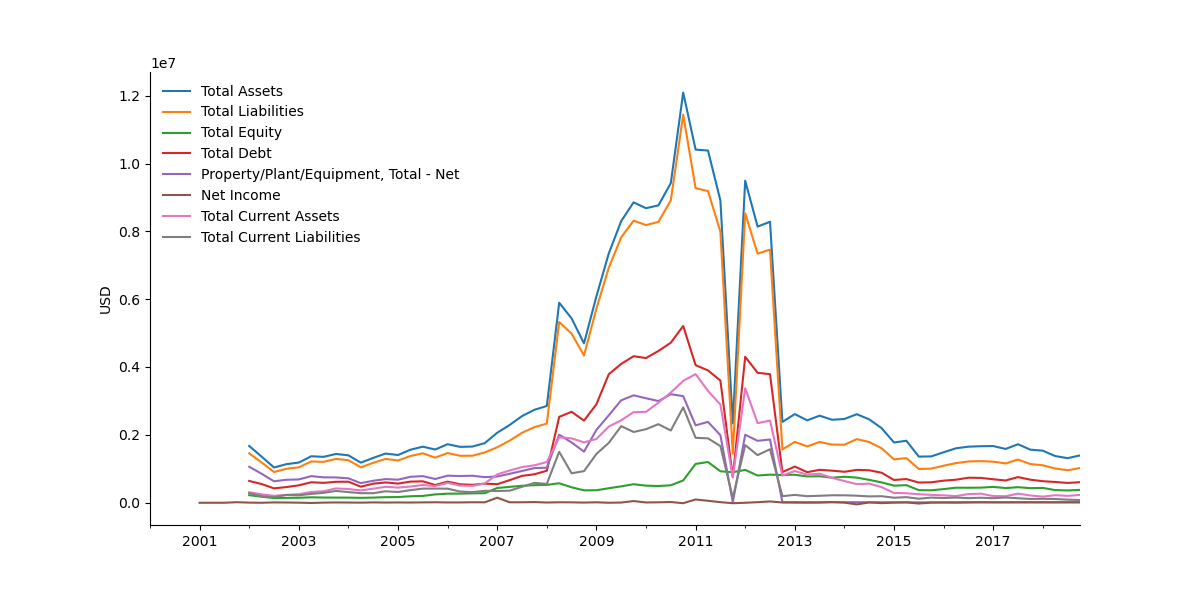 1e7
1.2
1.0
0.8
0.6
0.4
0.2
0.0
USD
Total Assets
Total Liabilities
Total Equity
Total Debt
Property/Plant/Equipment, Total - Net
Net Income
Total Current Assets
Total Current Liabilities
2001 2003 2005 2007 2009 2011 2013 2015 2017